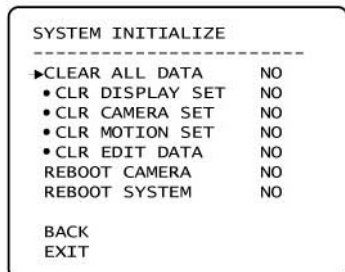 SYSTEM INITIALIZE
--------------------------
►CLEAR ALL DATA NO
• CLR DISPLAY SET NO
• CLR CAMERA SET NO
• CLR MOTION SET NO
• CLR EDIT DATA NO
REBOOT CAMERA NO
REBOOT SYSTEM NO
BACK
EXIT